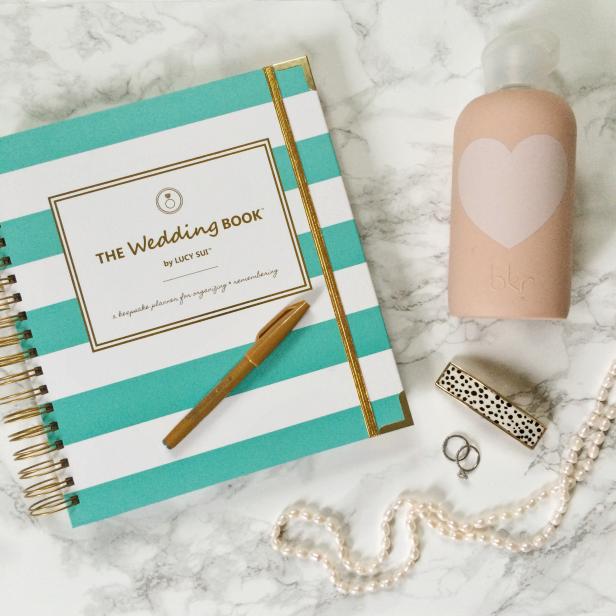 THE Wedding BOOK™
by LUCY SUI™
a keepsake planner for organizing + remembering
bkr